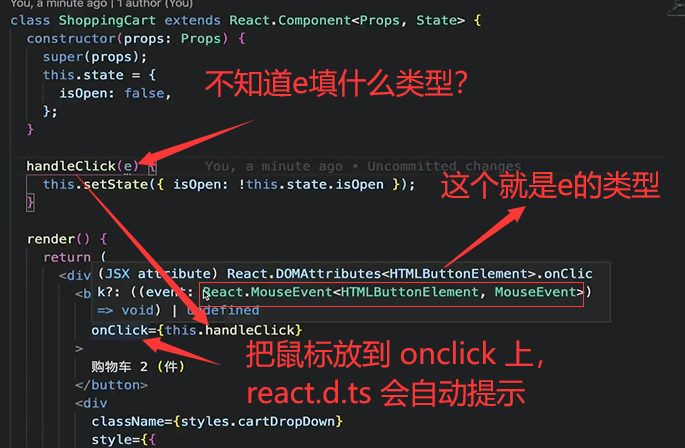 You, a minute ago | 1 author (You)
class ShoppingCart extends React.Component<Props, State> {
constructor(props: Props) {
super(props);
this.state = {
isOpen: false,
};
}
不知道e填什么类型?
handleClick(e) {
You, a minute ago • Uncommitted changes
this.setState({ isOpen: !this.state.isOpen });
}
这个就是e的类型
render() {
return (
<div
(JSX attribute) React.DOMAttributes<HTMLButtonElement>.onClic
k?: ((event: React.MouseEvent<HTMLButtonElement, MouseEvent>)
=> void) | undefined
onClick={this.handleClick}
>
把鼠标放到 onclick 上，
react.d.ts 会自动提示
购物车 2 (件)
</button>
<div
className={styles.cartDropDown}
style={{